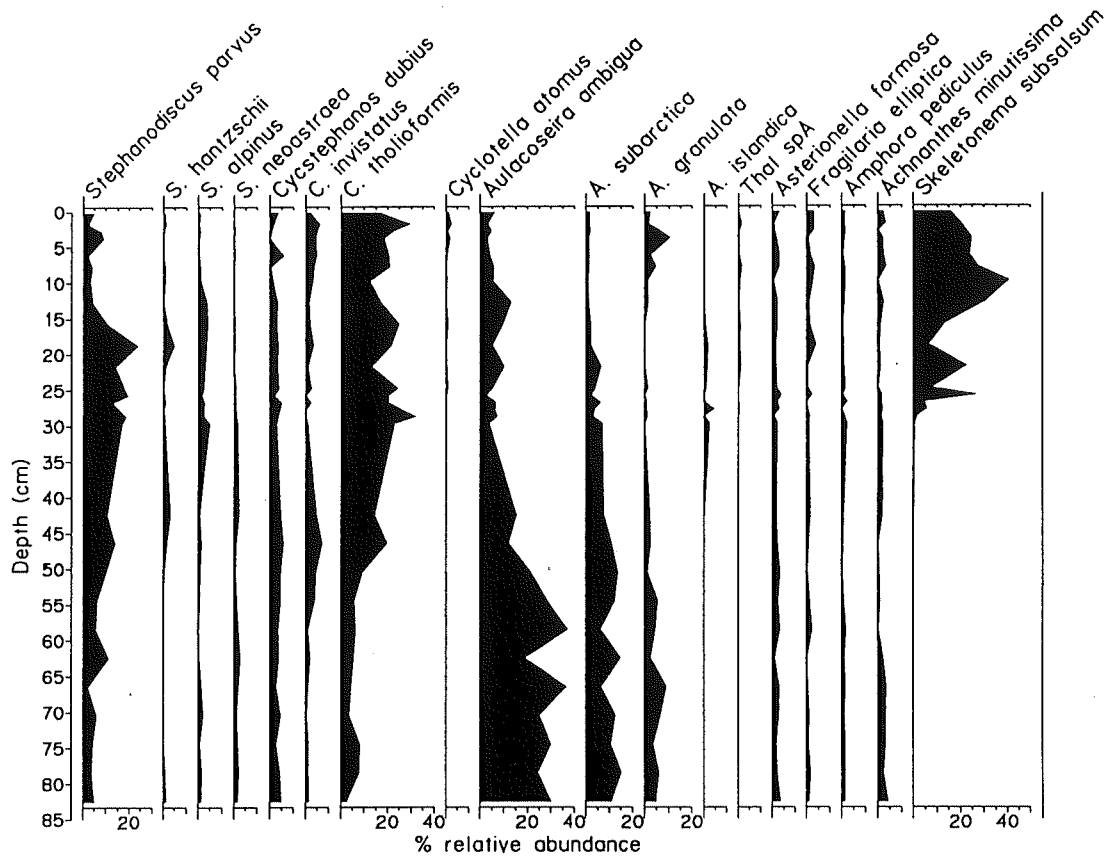 Stephanodiscus parvus
S. hantzschii
S. alpinus
S. neoastraea
Cycstephanos dubius
C. invistatus
C. tholiformis
Cyclotella atomus
Aulacoseira ambigua
A. subarctica
A. granulata
A. islandica
Thal spA
Asterionella formosa
Fragilaria elliptica
Amphora pediculus
Achnanthes minutissima
Skeletonema subsalsum
0
5
10
15
20
25
30
35
40
45
50
55
60
65
70
75
80
85
Depth (cm)
20 20 40 20 40 20 20 20 40
% relative abundance